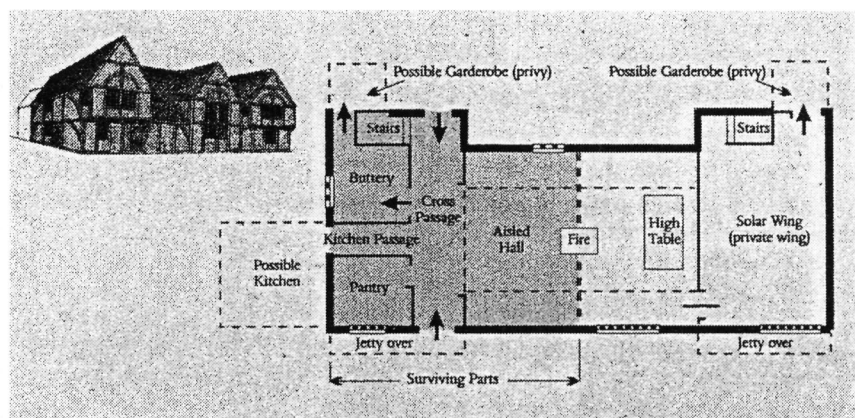 Possible Garderobe (privy)
Possible Garderobe (privy)
Stairs
Stairs
Buttery
Cross
Passage
Aisled
Hall
Fire
High
Table
Solar Wing
(private wing)
Kitchen Passage
Possible
Kitchen
Pantry
Jetty over
Jetty over
Surviving Parts